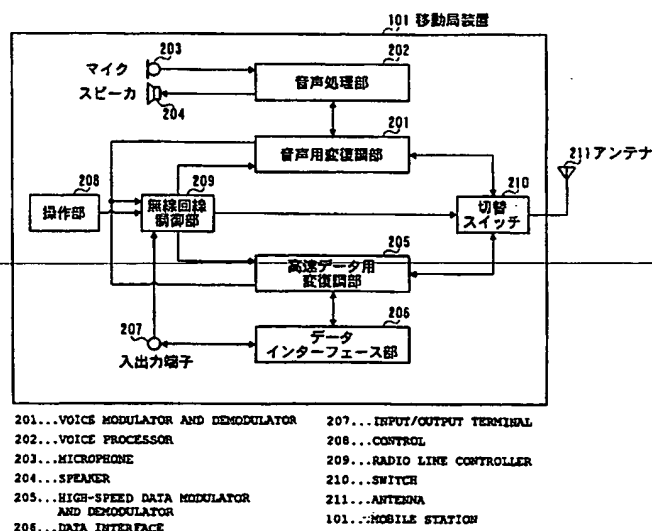 101 移動局装置
203
マイク
スピーカ
204
202
音声処理部
201
音声用変復調部
211 アンテナ
208
操作部
209
無線回線
制御部
210
切替
スイッチ
205
高速データ用
変復調部
207
入出力端子
206
データ
インターフェース部
201...VOICE MODULATOR AND DEMODULATOR
202...VOICE PROCESSOR
203...MICROPHONE
204...SPEAKER
205...HIGH-SPEED DATA MODULATOR
AND DEMODULATOR
206...DATA INTERFACE
207...INPUT/OUTPUT TERMINAL
208...CONTROL
209...RADIO LINE CONTROLLER
210...SWITCH
211...ANTENNA
101...MOBILE STATION